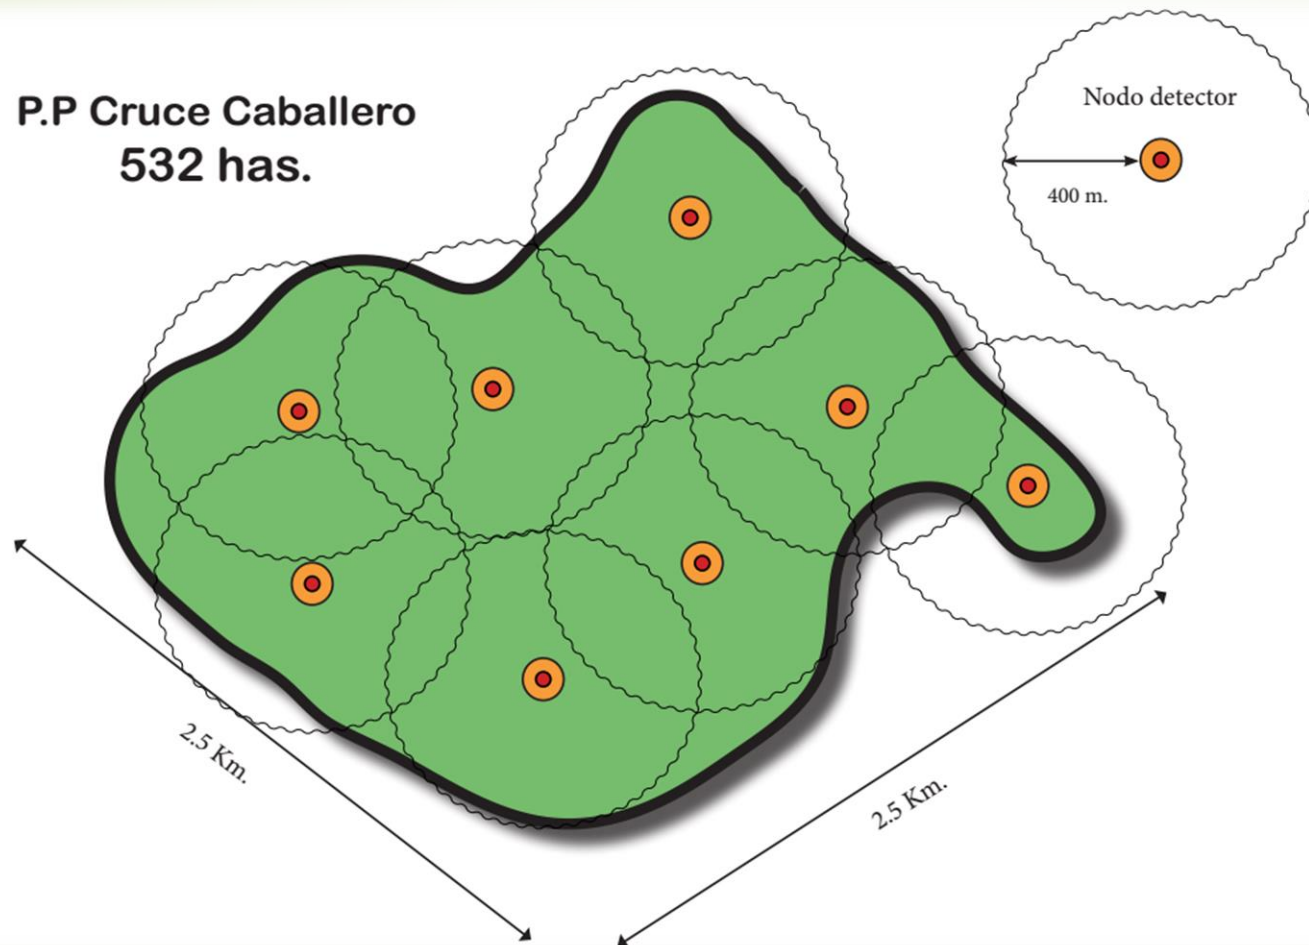 P.P Cruce Caballero
532 has.
Nodo detector
400 m.
2.5 Km.
2.5 Km.